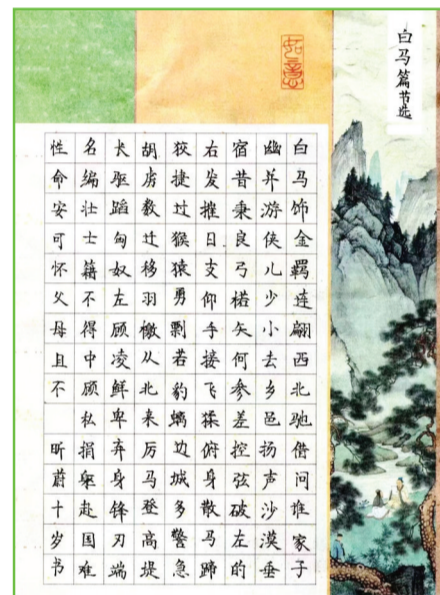 白马篇节选
如意
白马饰金羁连翩西北驰借问谁家子
幽并游侠儿少小去乡邑扬声沙漠垂
宿昔秉良弓楛矢何参差控弦破左的
右发摧日支仰手接飞猱俯身散马蹄
狡捷过猴猿勇剽若豹螭边城多警急
胡虏数迁移羽檄从北来厉马登高堤
长驱蹈匈奴左顾凌鲜卑弃身锋刃端
名编壮士籍不得中顾私捐躯赴国难
性命安可怀父母且不 昕蔚十岁书